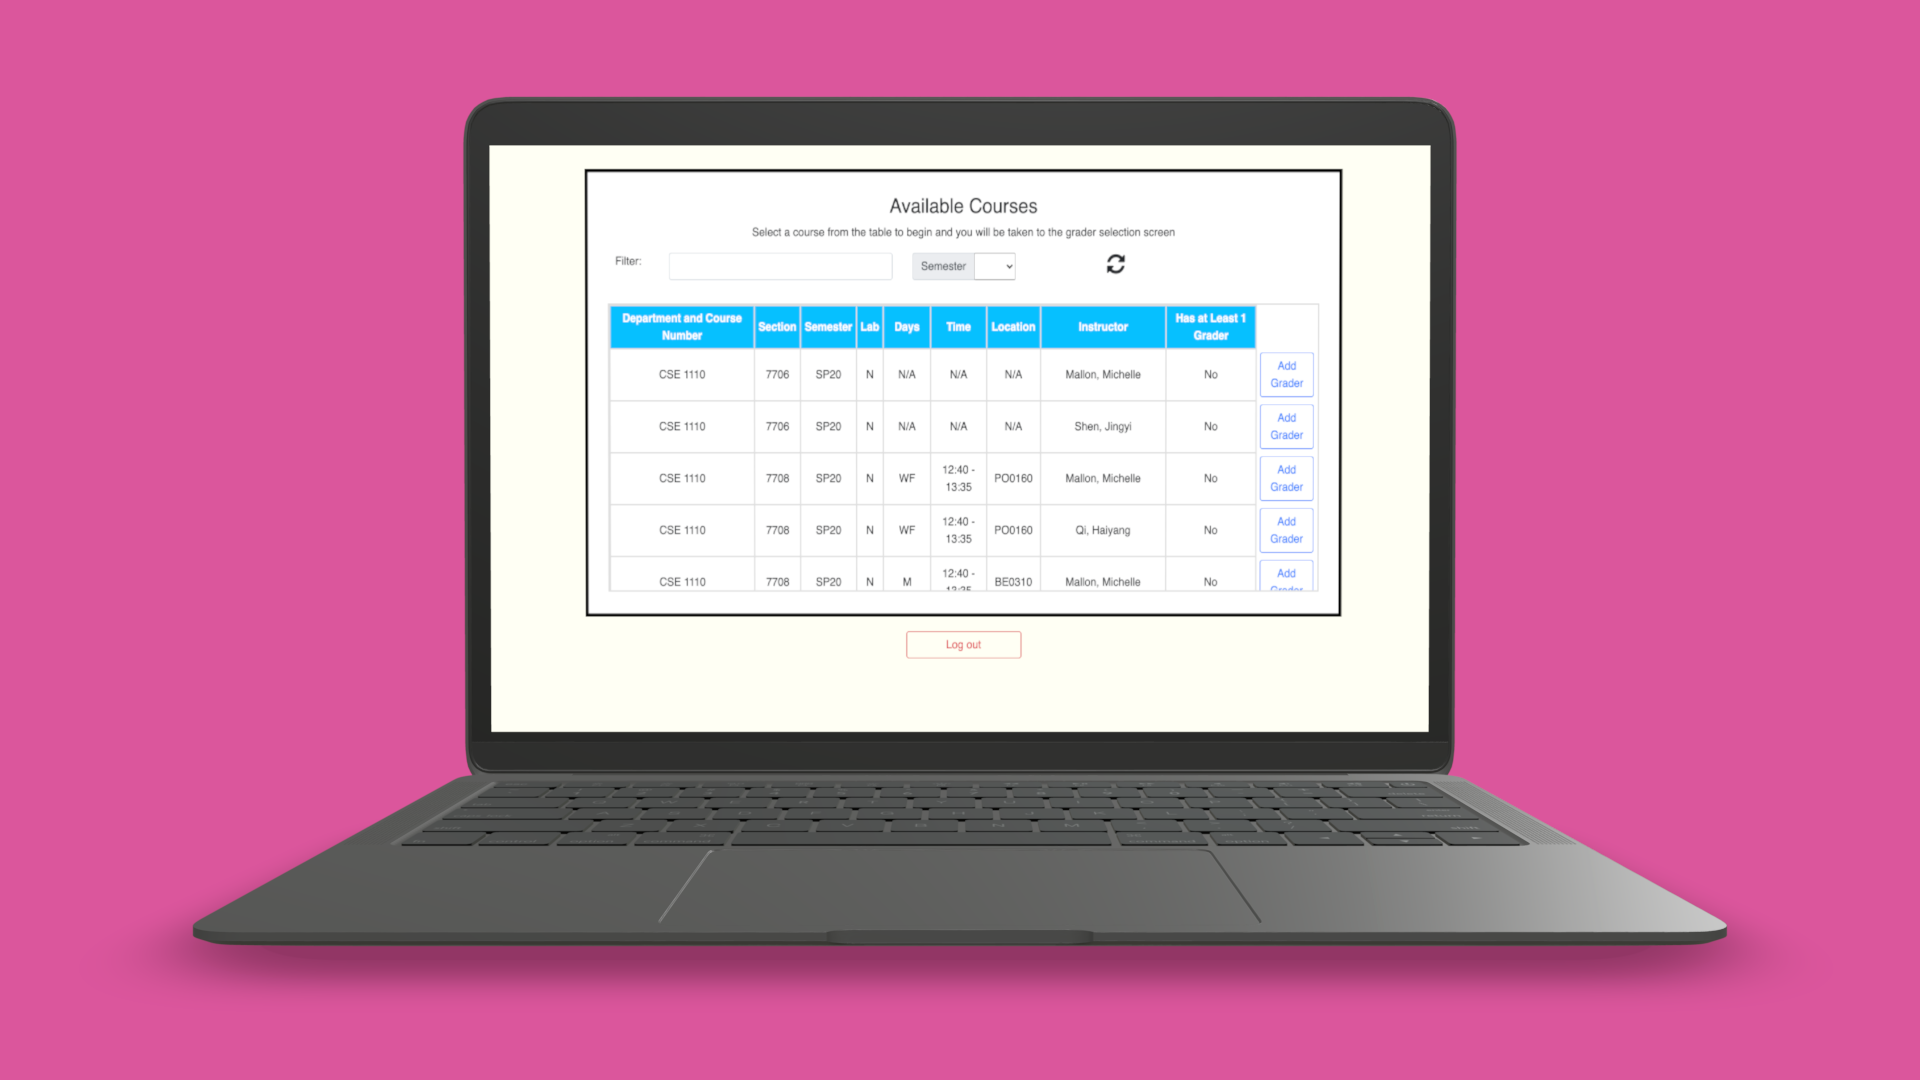 Available Courses
Select a course from the table to begin and you will be taken to the grader selection screen
Filter:
Semester
Department and Course Number Section Semester Lab Days Time Location Instructor Has at Least 1 Grader
CSE 1110 7706 SP20 N N/A N/A N/A Mallon, Michelle No Add Grader
CSE 1110 7706 SP20 N N/A N/A N/A Shen, Jingyi No Add Grader
CSE 1110 7708 SP20 N WF 12:40 - 13:35 PO0160 Mallon, Michelle No Add Grader
CSE 1110 7708 SP20 N WF 12:40 - 13:35 PO0160 Qi, Haiyang No Add Grader
CSE 1110 7708 SP20 N M 12:40 - 13:35 BE0310 Mallon, Michelle No Add Grader
Log out